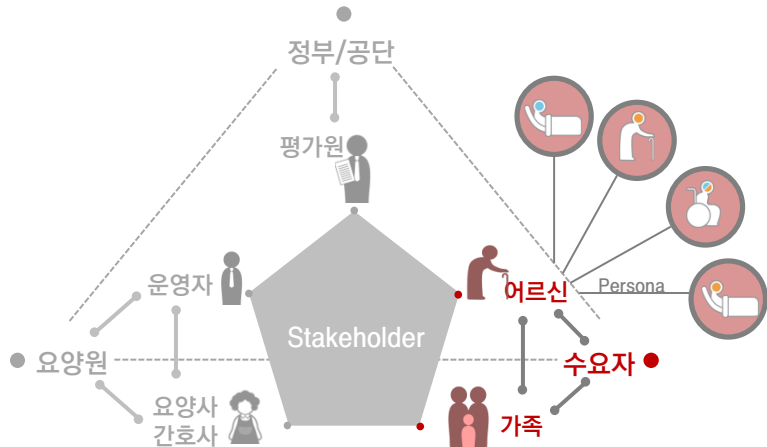 정부/공단
평가원
운영자
어르신
Persona
Stakeholder
요양원
수요자
요양사
간호사
가족